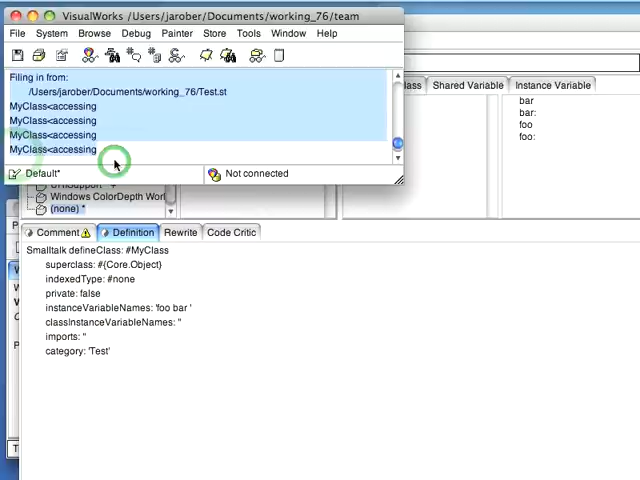 VisualWorks /Users/jarober/Documents/working_76/team
File System Browse Debug Painter Store Tools Window Help
Filing in from:
/Users/jarober/Documents/working_76/Test.st
MyClass<accessing
MyClass<accessing
MyClass<accessing
MyClass<accessing
Default*
Not connected
Shared Variable
Instance Variable
bar
bar:
foo
foo:
Windows ColorDepth Worl
(none) *
Comment
Definition
Rewrite
Code Critic
Smalltalk defineClass: #MyClass
superclass: #{Core.Object}
indexedType: #none
private: false
instanceVariableNames: 'foo bar '
classInstanceVariableNames: ''
imports: ''
category: 'Test'